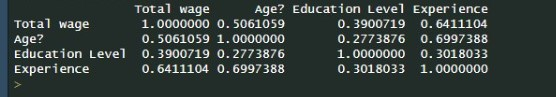 Total wage Age? Education Level Experience
Total wage 1.0000000 0.5061059 0.3900719 0.6411104
Age? 0.5061059 1.0000000 0.2773876 0.6997388
Education Level 0.3900719 0.2773876 1.0000000 0.3018033
Experience 0.6411104 0.6997388 0.3018033 1.0000000
>